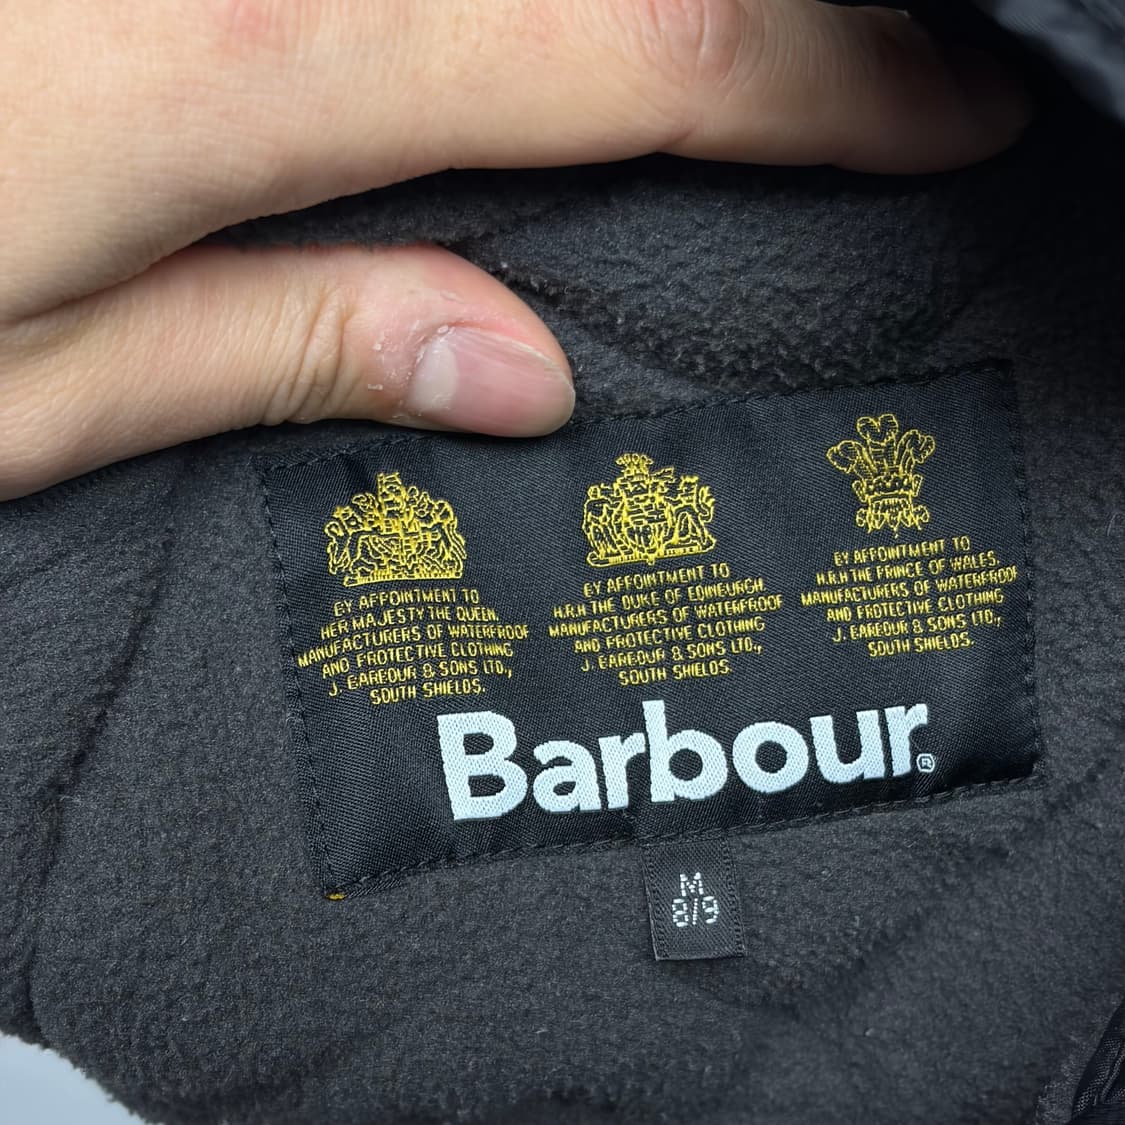 BY APPOINTMENT TO
HER MAJESTY THE QUEEN,
MANUFACTURERS OF WATERPROOF
AND PROTECTIVE CLOTHING
J. BARBOUR & SONS LTD.,
SOUTH SHIELDS.
BY APPOINTMENT TO
H.R.H THE DUKE OF EDINBURGH,
MANUFACTURERS OF WATERPROOF
AND PROTECTIVE CLOTHING
J. BARBOUR & SONS LTD.,
SOUTH SHIELDS.
BY APPOINTMENT TO
H.R.H THE PRINCE OF WALES,
MANUFACTURERS OF WATERPROOF
AND PROTECTIVE CLOTHING
J. BARBOUR & SONS LTD.,
SOUTH SHIELDS.
Barbour®
M
8/9